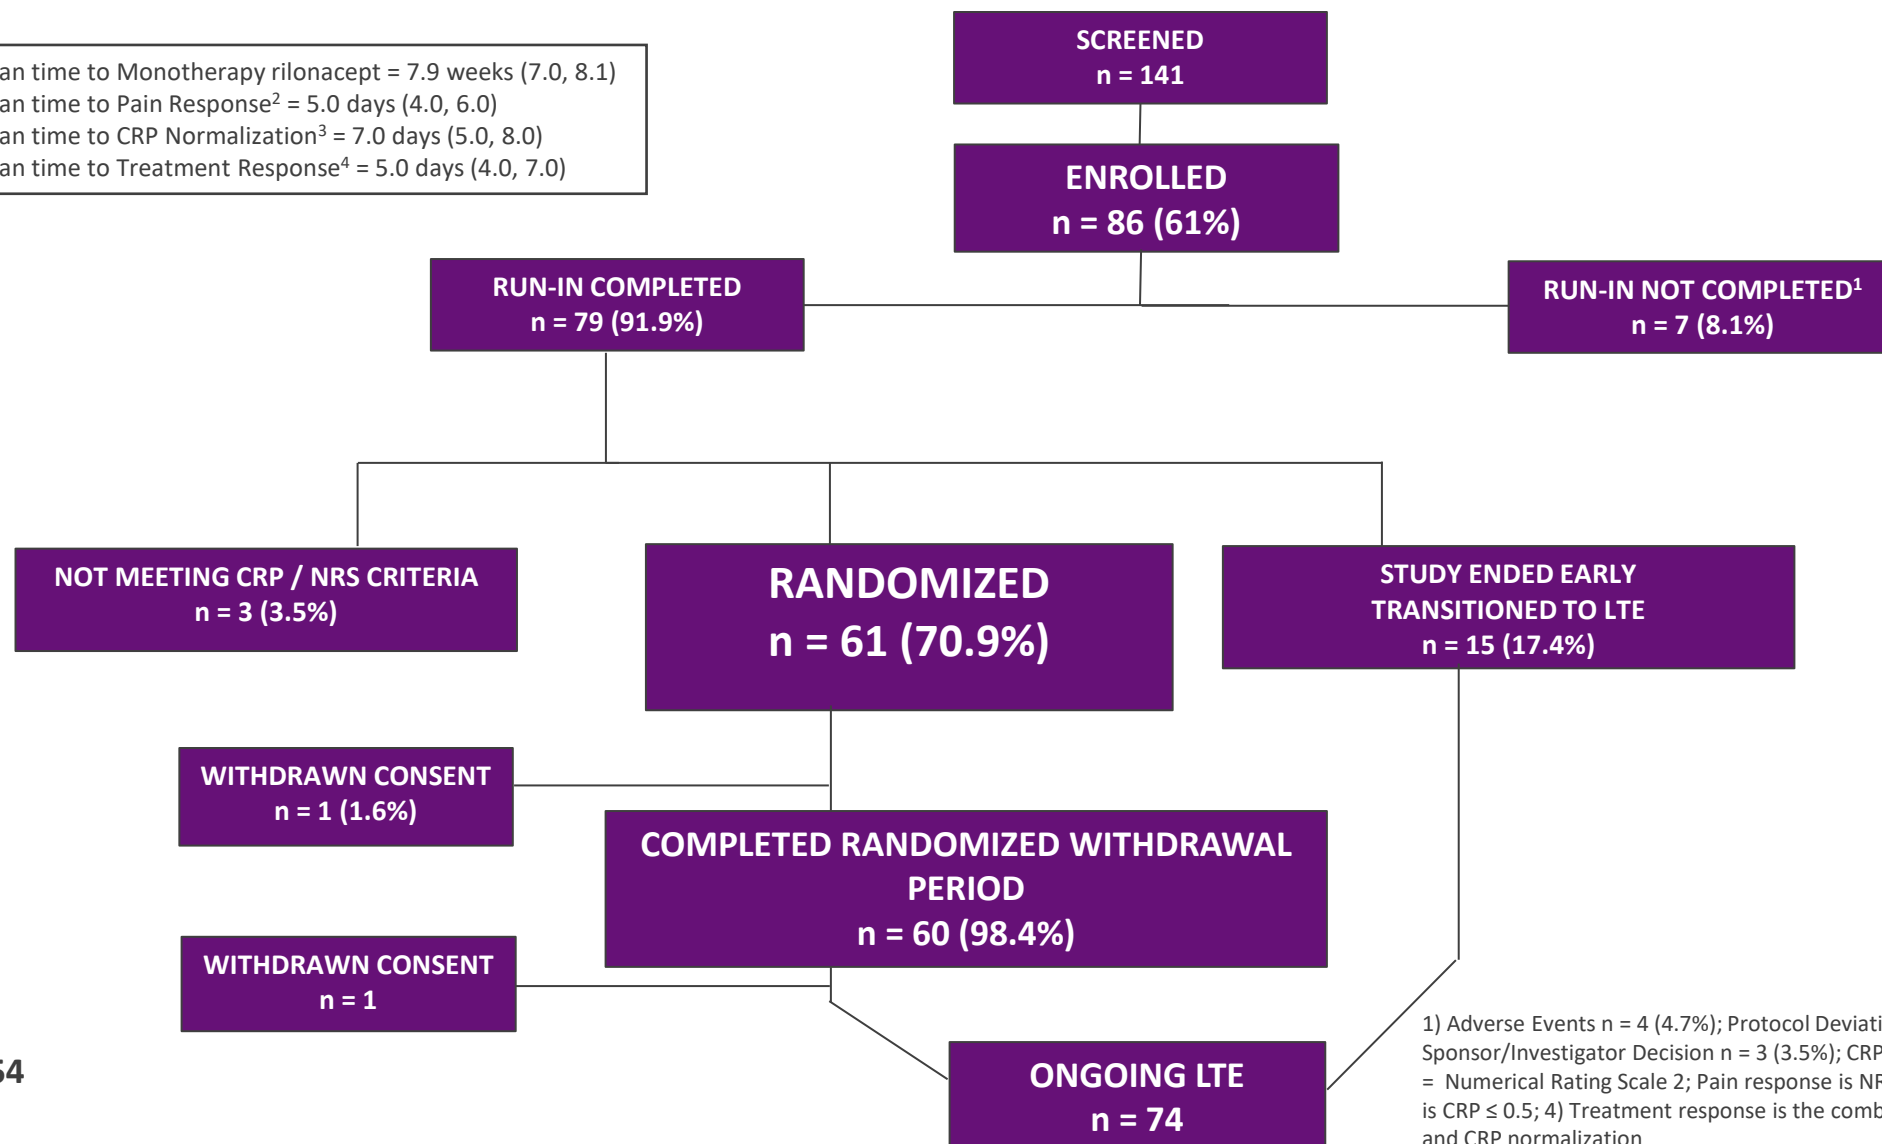 SCREENED
n = 141
an time to Monotherapy rilonacept = 7.9 weeks (7.0, 8.1)
an time to Pain Response² = 5.0 days (4.0, 6.0)
an time to CRP Normalization³ = 7.0 days (5.0, 8.0)
an time to Treatment Response⁴ = 5.0 days (4.0, 7.0)
ENROLLED
n = 86 (61%)
RUN-IN COMPLETED
n = 79 (91.9%)
RUN-IN NOT COMPLETED¹
n = 7 (8.1%)
NOT MEETING CRP / NRS CRITERIA
n = 3 (3.5%)
RANDOMIZED
n = 61 (70.9%)
STUDY ENDED EARLY
TRANSITIONED TO LTE
n = 15 (17.4%)
WITHDRAWN CONSENT
n = 1 (1.6%)
COMPLETED RANDOMIZED WITHDRAWAL
PERIOD
n = 60 (98.4%)
WITHDRAWN CONSENT
n = 1
ONGOING LTE
n = 74
1) Adverse Events n = 4 (4.7%); Protocol Deviati
Sponsor/Investigator Decision n = 3 (3.5%); CRP
= Numerical Rating Scale 2; Pain response is NR
is CRP ≤ 0.5; 4) Treatment response is the comb
and CRP normalization
64